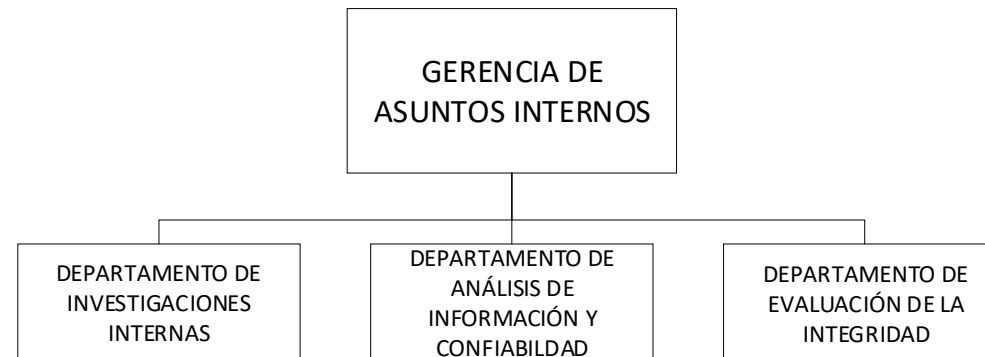 GERENCIA DE
ASUNTOS INTERNOS
DEPARTAMENTO DE
INVESTIGACIONES
INTERNAS
DEPARTAMENTO DE
ANÁLISIS DE
INFORMACIÓN Y
CONFIABILDAD
DEPARTAMENTO DE
EVALUACIÓN DE LA
INTEGRIDAD